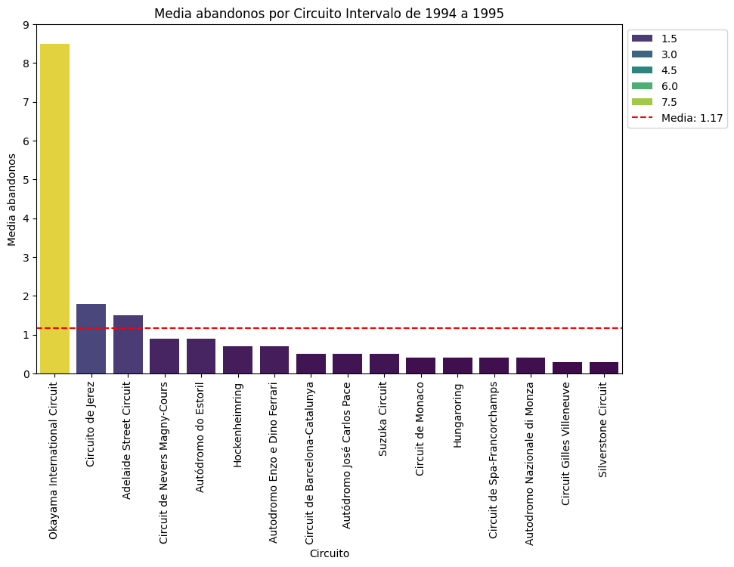 Media abandonos por Circuito Intervalo de 1994 a 1995
9
8
7
6
5
4
3
2
1
0
Media abandonos
1.5
3.0
4.5
6.0
7.5
Media: 1.17
Okayama International Circuit
Circuito de Jerez
Adelaide Street Circuit
Circuit de Nevers Magny-Cours
Autódromo do Estoril
Hockenheimring
Autodromo Enzo e Dino Ferrari
Circuit de Barcelona-Catalunya
Autódromo José Carlos Pace
Suzuka Circuit
Circuit de Monaco
Hungaroring
Circuit de Spa-Francorchamps
Autodromo Nazionale di Monza
Circuit Gilles Villeneuve
Silverstone Circuit
Circuito